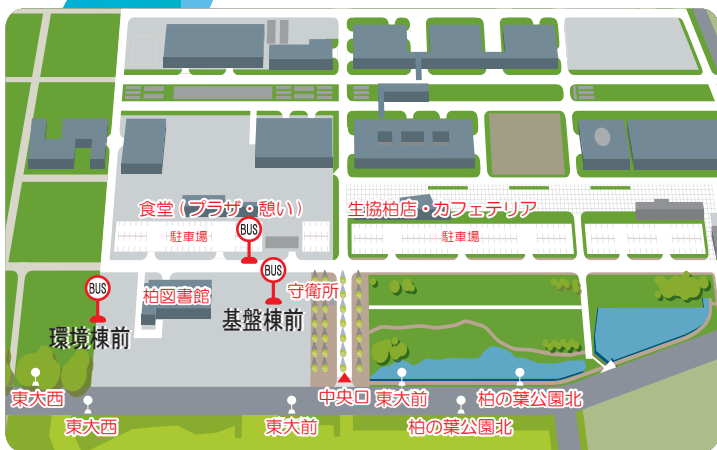 食堂（プラザ・憩い）
生協柏店・カフェテリア
BUS
駐車場
駐車場
BUS
BUS
柏図書館
守衛所
基盤棟前
環境棟前
東大西
中央口
東大前
柏の葉公園北
東大西
東大前
柏の葉公園北